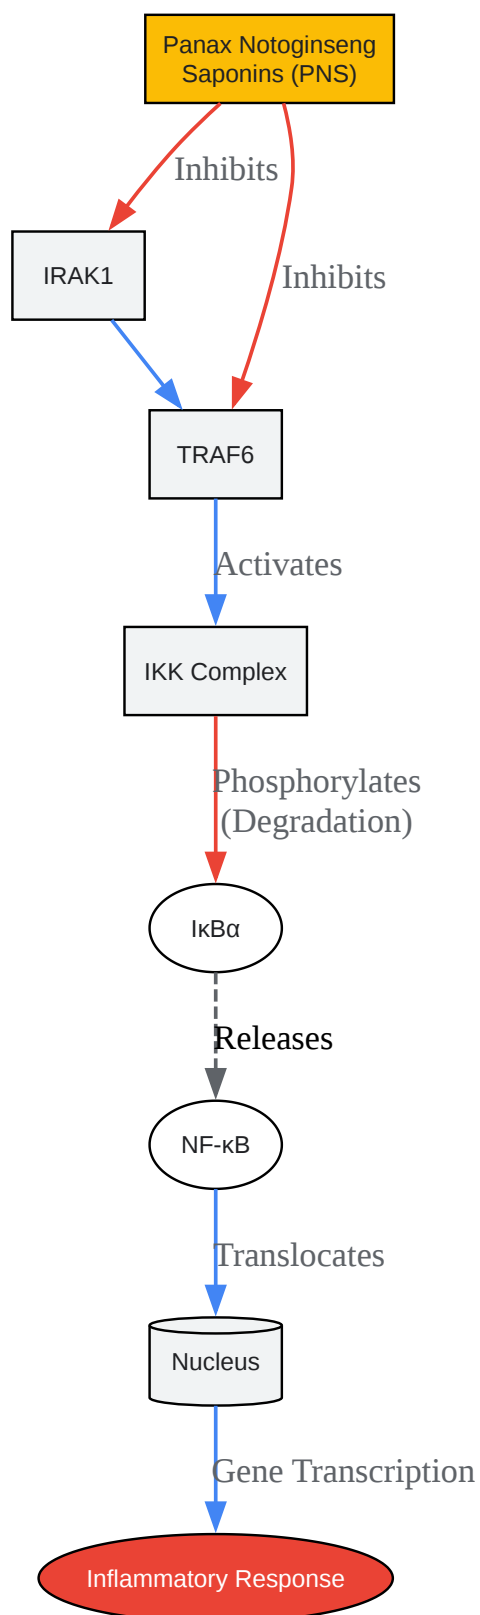 Panax Notoginseng
Saponins (PNS)
Inhibits
IRAK1
Inhibits
TRAF6
Activates
IKK Complex
Phosphorylates
(Degradation)
IκBα
Releases
NF-κB
Translocates
Nucleus
Gene Transcription
Inflammatory Response